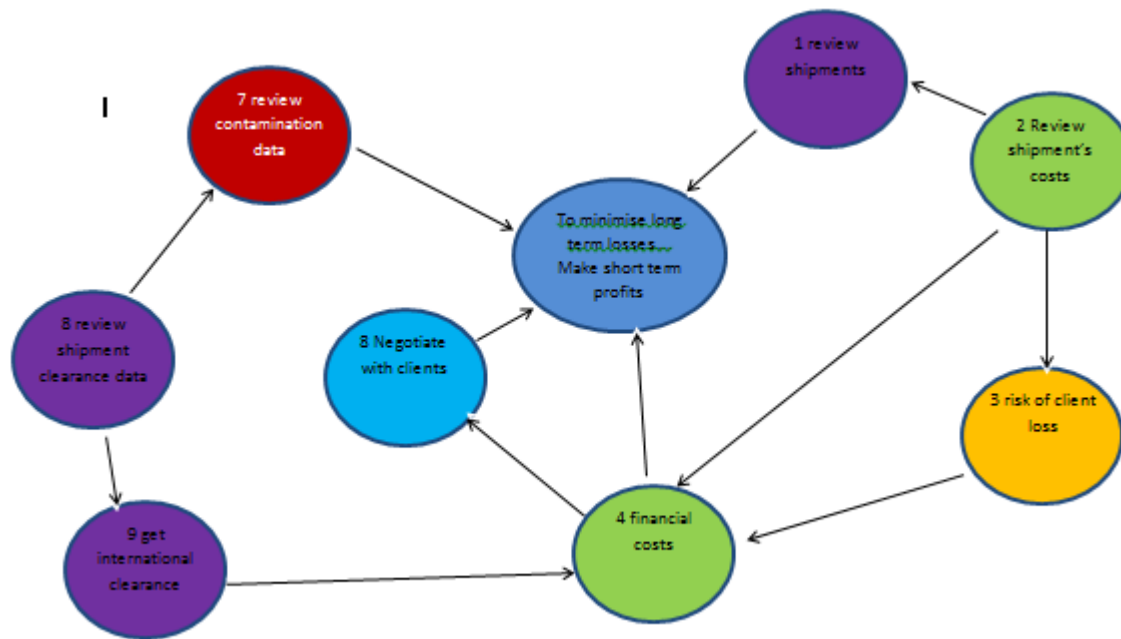 1 review
shipments
7 review
contamination
data
I
2 Review
shipment's
costs
To minimise long
term losses...
Make short term
profits
8 review
shipment
clearance data
8 Negotiate
with clients
3 risk of client
loss
4 financial
costs
9 get
international
clearance